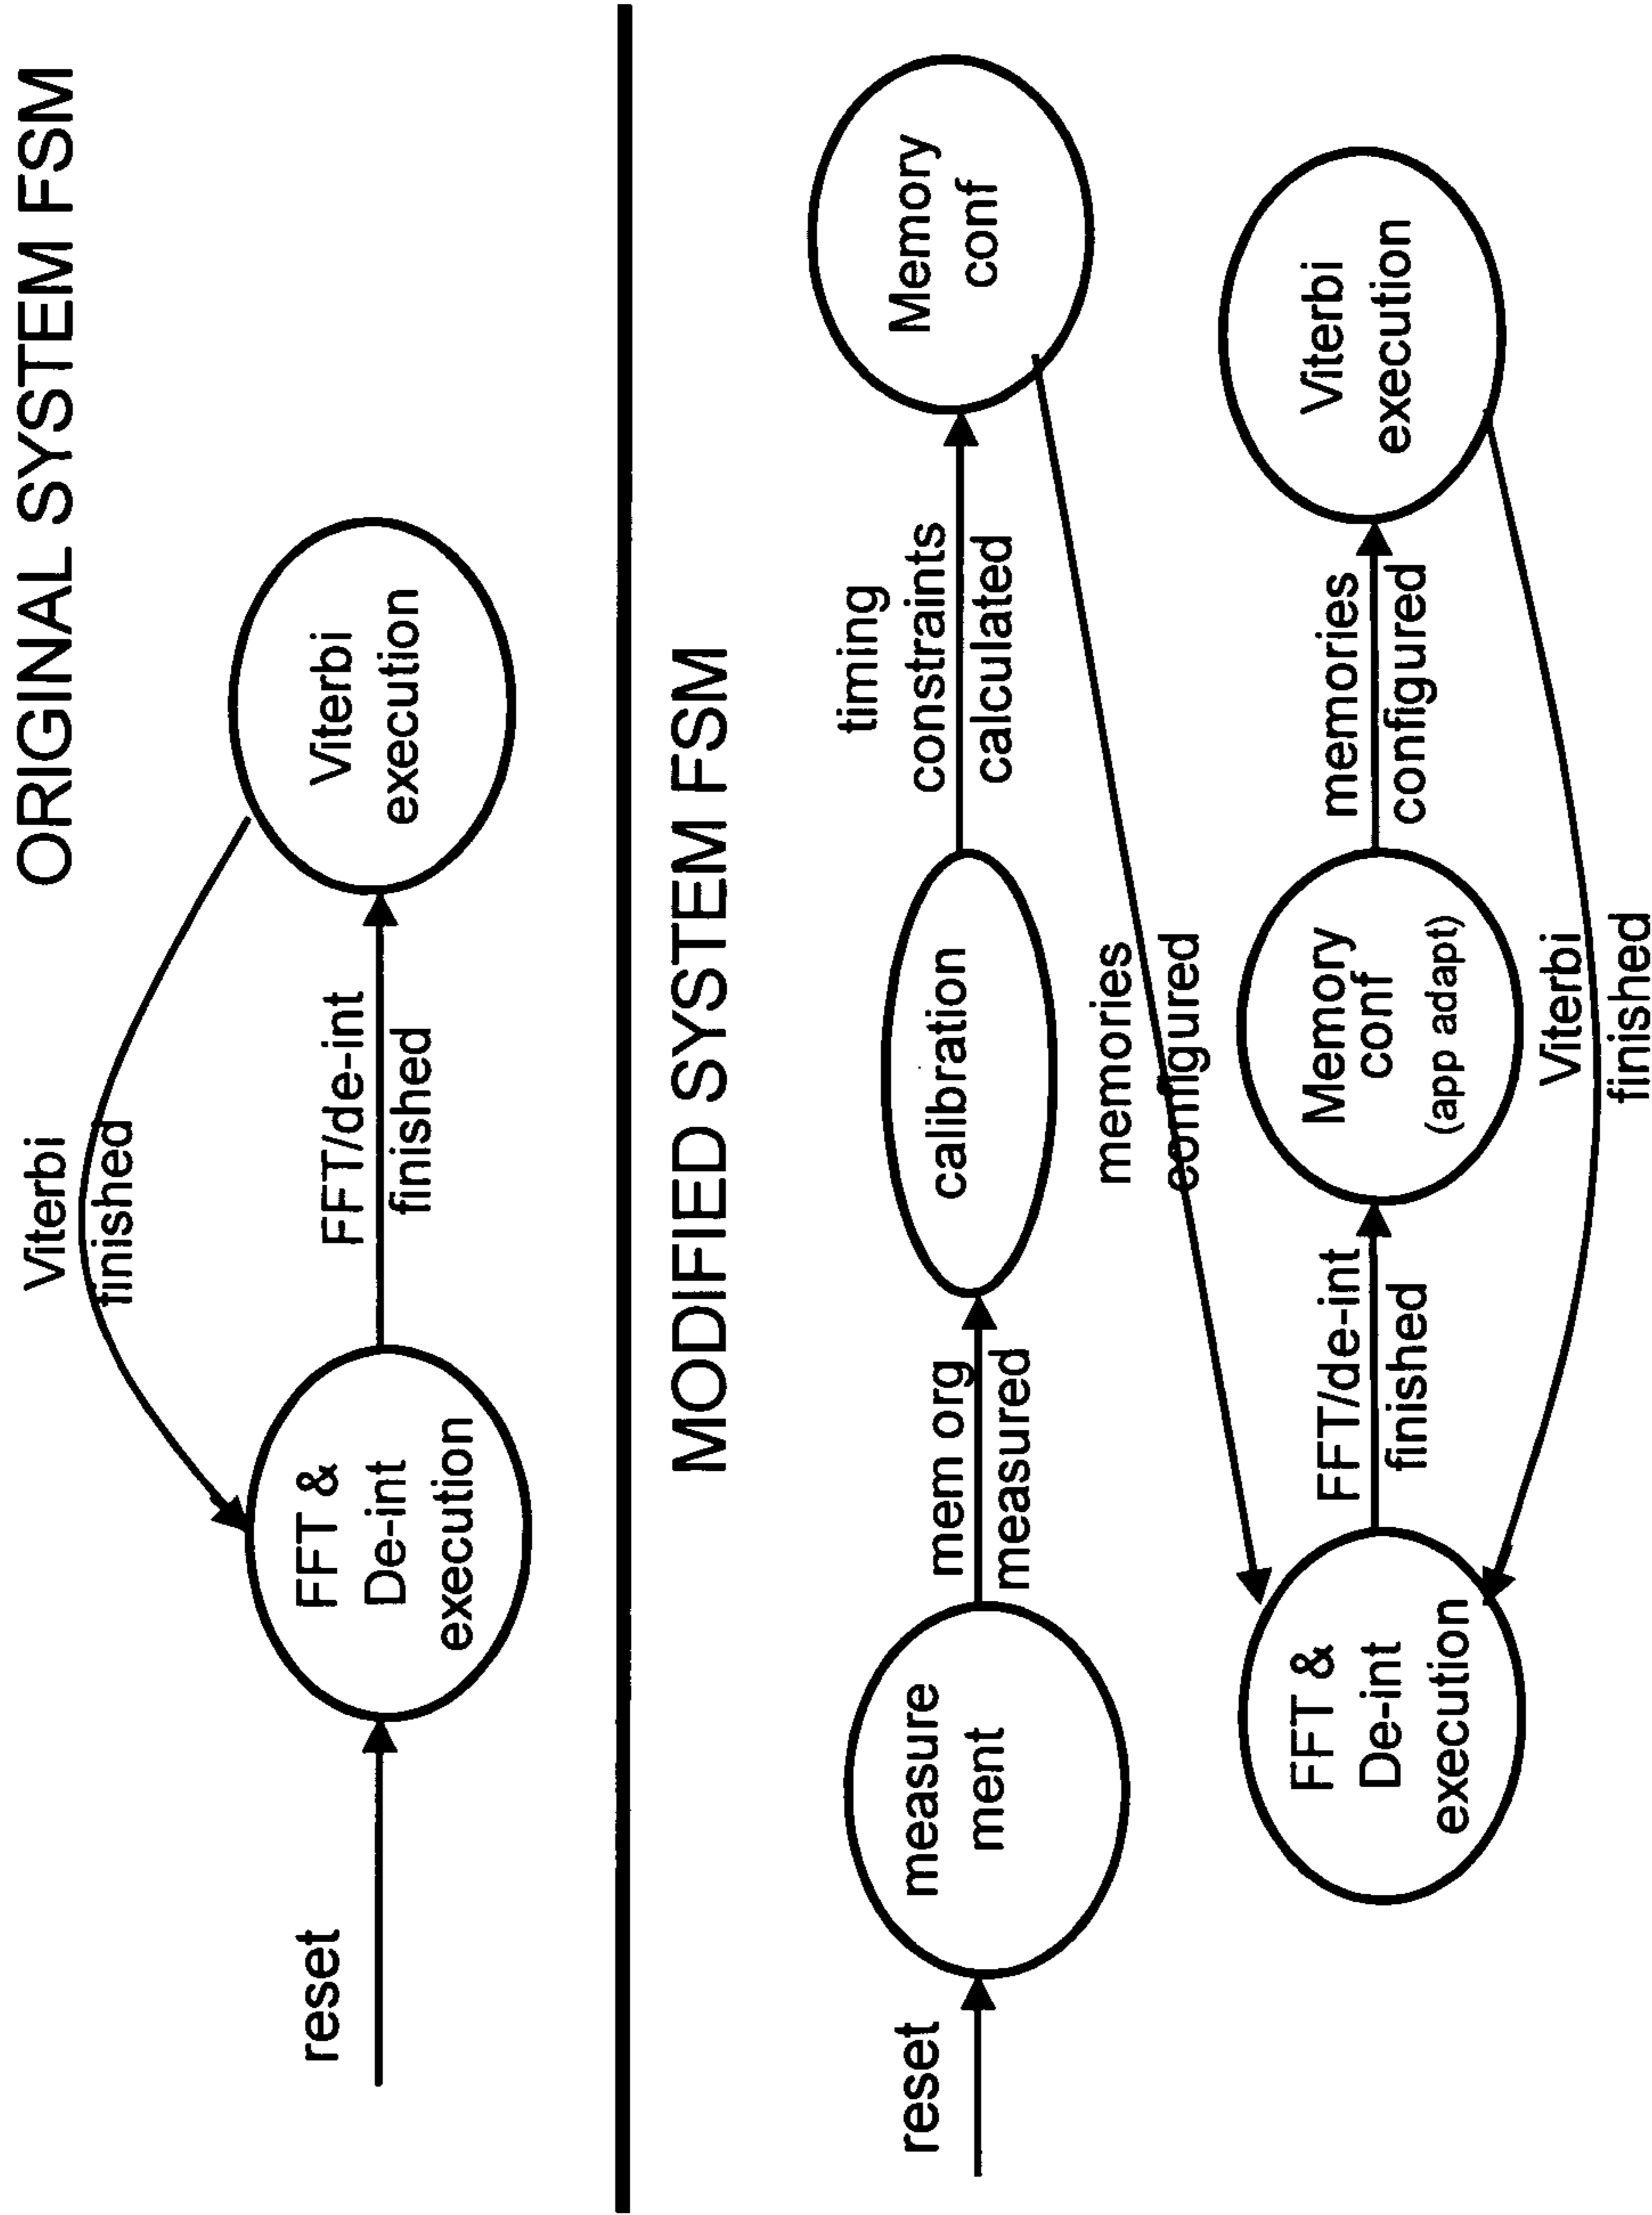 ORIGINAL SYSTEM FSM
Viterbi
finished
reset
FFT &
De-int
execution
FFT/de-int
finished
Viterbi
execution
MODIFIED SYSTEM FSM
reset
measure
ment
mem org
measured
calibration
timing
constraints
calculated
Memory
conf
memories
configured
FFT &
De-int
execution
FFT/de-int
finished
Memory
conf
(app adapt)
memories
configured
Viterbi
execution
Viterbi
finished